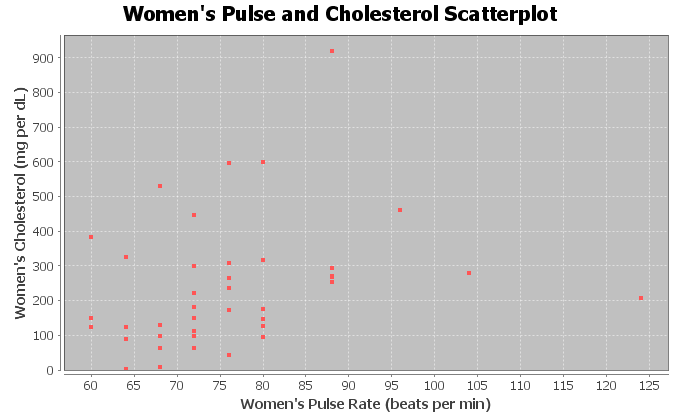 Women's Pulse and Cholesterol Scatterplot
Women's Cholesterol (mg per dL)
900
800
700
600
500
400
300
200
100
0
60 65 70 75 80 85 90 95 100 105 110 115 120 125
Women's Pulse Rate (beats per min)